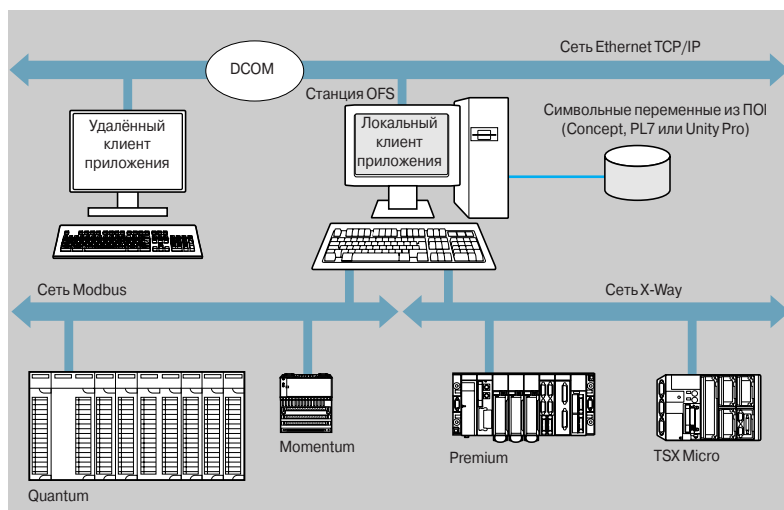 Сеть Ethernet TCP/IP
DCOM
Станция OFS
Символьные переменные из ПО
(Concept, PL7 или Unity Pro)
Удалённый
клиент
приложения
Локальный
клиент
приложения
Сеть Modbus
Сеть X-Way
Momentum
Premium
TSX Micro
Quantum